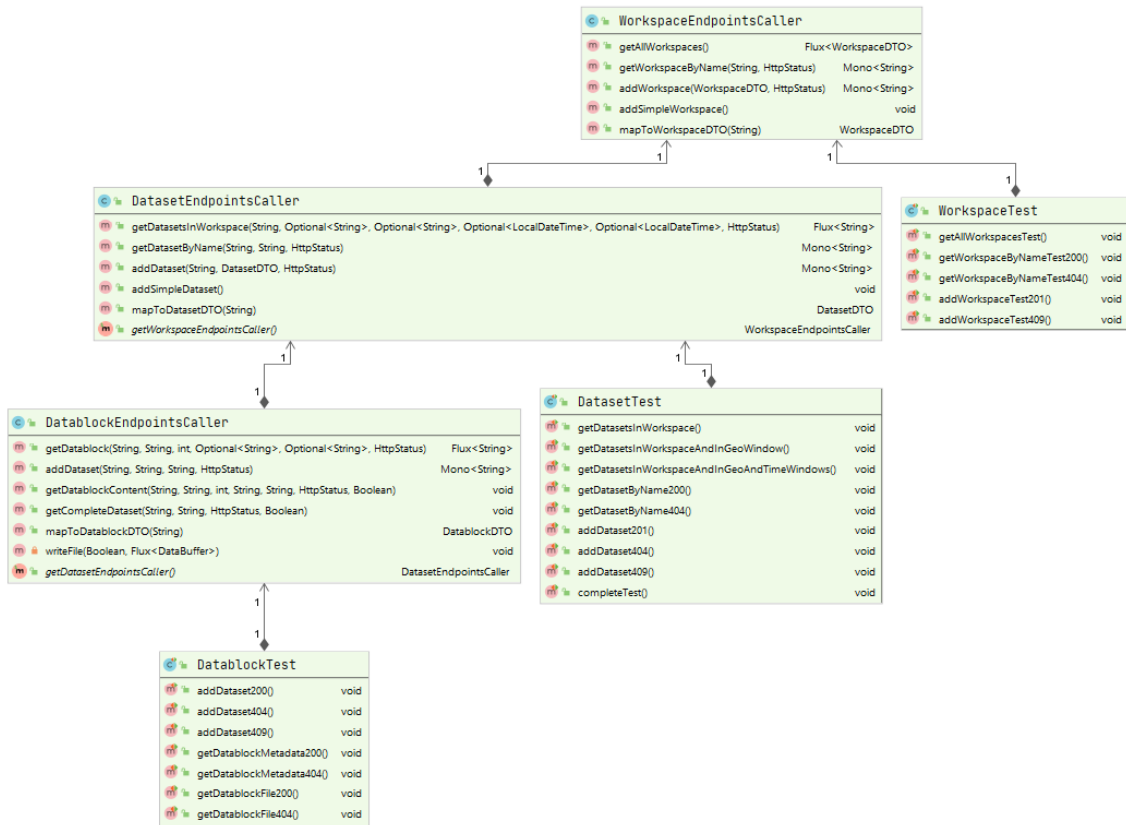 WorkspaceEndpointsCaller
getAllWorkspaces() Flux<WorkspaceDTO>
getWorkspaceByName(String, HttpStatus) Mono<String>
addWorkspace(WorkspaceDTO, HttpStatus) Mono<String>
addSimpleWorkspace() void
mapToWorkspaceDTO(String) WorkspaceDTO
1 1
1 1
DatasetEndpointsCaller
getDatasetsInWorkspace(String, Optional<String>, Optional<String>, Optional<LocalDateTime>, Optional<LocalDateTime>, HttpStatus) Flux<String>
getDatasetByName(String, String, HttpStatus) Mono<String>
addDataset(String, DatasetDTO, HttpStatus) Mono<String>
addSimpleDataset() void
mapToDatasetDTO(String) DatasetDTO
getWorkspaceEndpointsCaller() WorkspaceEndpointsCaller
WorkspaceTest
getAllWorkspacesTest() void
getWorkspaceByNameTest200() void
getWorkspaceByNameTest404() void
addWorkspaceTest201() void
addWorkspaceTest409() void
1 1
1 1
DatablockEndpointsCaller
getDatablock(String, String, int, Optional<String>, Optional<String>, HttpStatus) Flux<String>
addDataset(String, String, String, HttpStatus) Mono<String>
getDatablockContent(String, String, int, String, String, HttpStatus, Boolean) void
getCompleteDataset(String, String, HttpStatus, Boolean) void
mapToDatablockDTO(String) DatablockDTO
writeFile(Boolean, Flux<DataBuffer>) void
getDatasetEndpointsCaller() DatasetEndpointsCaller
DatasetTest
getDatasetsInWorkspace() void
getDatasetsInWorkspaceAndInGeoWindow() void
getDatasetsInWorkspaceAndInGeoAndTimeWindows() void
getDatasetByName200() void
getDatasetByName404() void
addDataset201() void
addDataset404() void
addDataset409() void
completeTest() void
1
1
DatablockTest
addDataset200() void
addDataset404() void
addDataset409() void
getDatablockMetadata200() void
getDatablockMetadata404() void
getDatablockFile200() void
getDatablockFile404() void